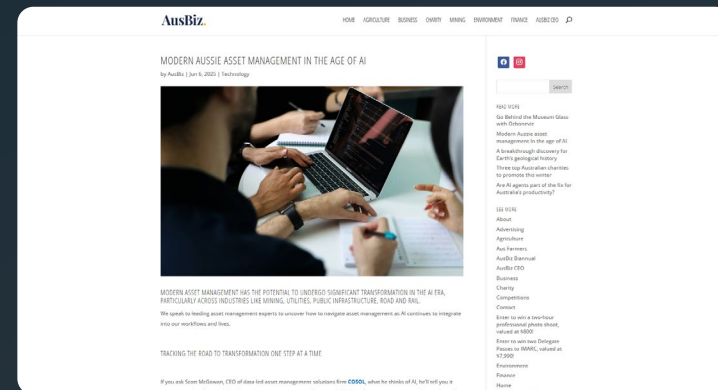 AusBiz.
HOME AGRICULTURE BUSINESS CHARITY MINING ENVIRONMENT FINANCE AUSBIZ CEO
MODERN AUSSIE ASSET MANAGEMENT IN THE AGE OF AI
by AusBiz | Jun 6, 2025 | Technology
MODERN ASSET MANAGEMENT HAS THE POTENTIAL TO UNDERGO SIGNIFICANT TRANSFORMATION IN THE AI ERA,
PARTICULARLY ACROSS INDUSTRIES LIKE MINING, UTILITIES, PUBLIC INFRASTRUCTURE, ROAD AND RAIL.
We speak to leading asset management experts to uncover how to navigate asset management as AI continues to integrate
into our workflows and lives.
TRACKING THE ROAD TO TRANSFORMATION ONE STEP AT A TIME
If you ask Scott McGowan, CEO of data-led asset management solutions firm COSOL, what he thinks of AI, he'll tell you it
Search
READ MORE
Go Behind the Museum Glass
with Ozboneviz
Modern Aussie asset
management in the age of AI
A breakthrough discovery for
Earth's geological history
Three top Australian charities
to promote this winter
Are AI agents part of the fix for
Australia's productivity?
SEE MORE
About
Advertising
Agriculture
Aus Farmers
AusBiz Biannual
AusBiz CEO
Business
Charity
Competitions
Contact
Enter to win a two-hour
professional photo shoot,
valued at $800!
Enter to win two Delegate
Passes to IMARC, valued at
$7,000!
Environment
Finance
Home